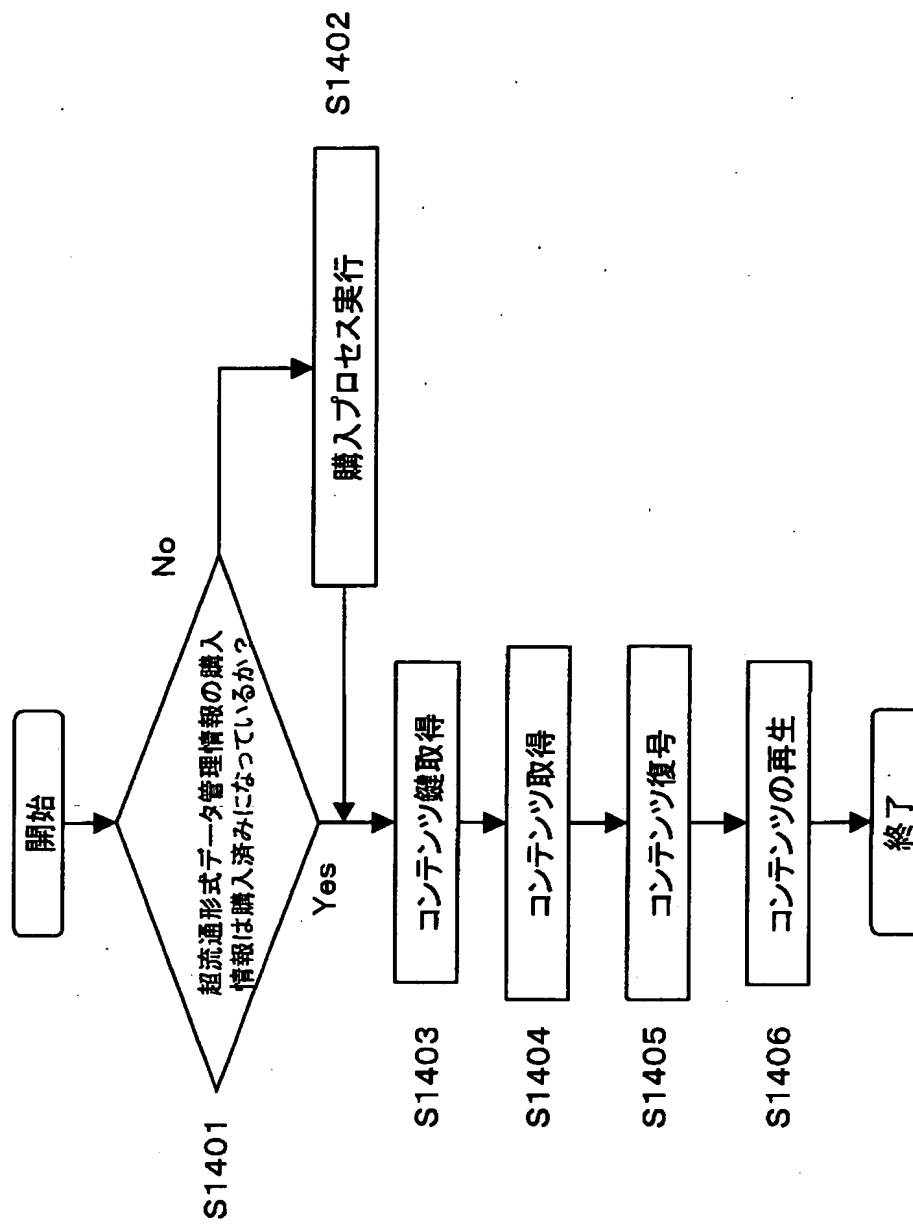 開始
S1401
超流通形式データ管理情報の購入
情報は購入済みになっているか？
No
Yes
S1402
購入プロセス実行
S1403
コンテンツ鍵取得
S1404
コンテンツ取得
S1405
コンテンツ復号
S1406
コンテンツの再生
終了